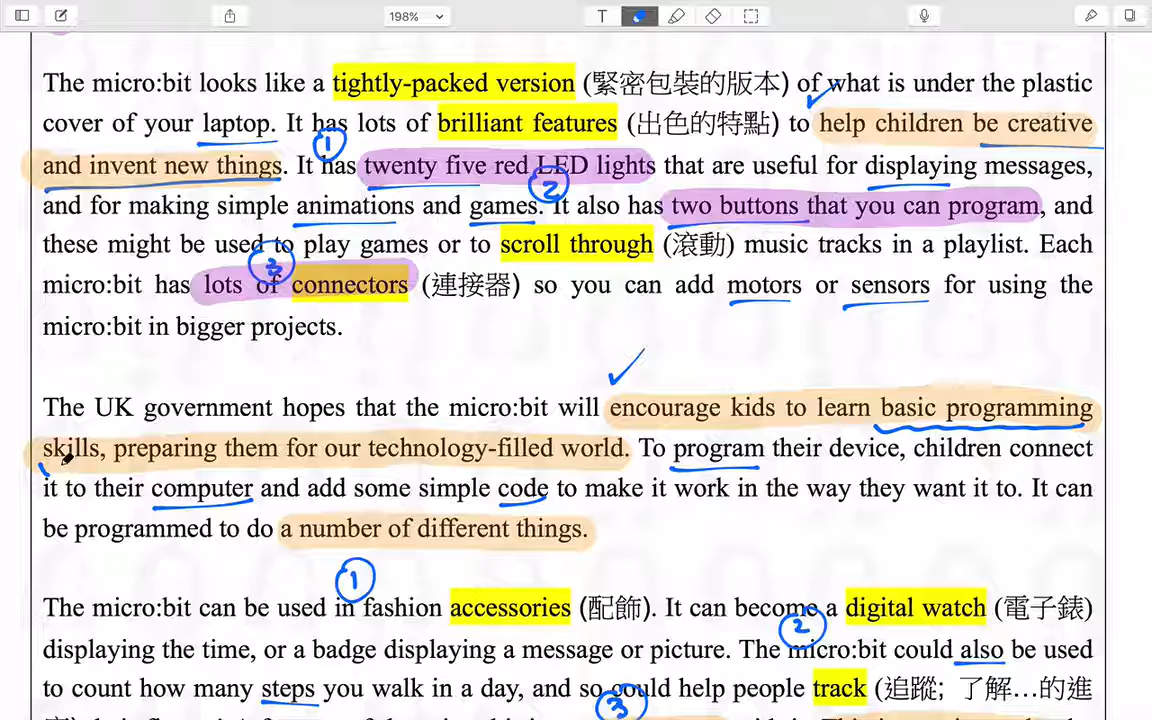 198%
T
The micro:bit looks like a tightly-packed version (緊密包裝的版本) of what is under the plastic
cover of your laptop. It has lots of brilliant features (出色的特點) to help children be creative
①
and invent new things. It has twenty five red LED lights that are useful for displaying messages,
②
and for making simple animations and games. It also has two buttons that you can program, and
these might be used to play games or to scroll through (滾動) music tracks in a playlist. Each
③
micro:bit has lots of connectors (連接器) so you can add motors or sensors for using the
micro:bit in bigger projects.
The UK government hopes that the micro:bit will encourage kids to learn basic programming
skills, preparing them for our technology-filled world. To program their device, children connect
it to their computer and add some simple code to make it work in the way they want it to. It can
be programmed to do a number of different things.
①
The micro:bit can be used in fashion accessories (配飾). It can become a digital watch (電子錶)
②
displaying the time, or a badge displaying a message or picture. The micro:bit could also be used
to count how many steps you walk in a day, and so could help people track (追蹤; 了解…的進
③